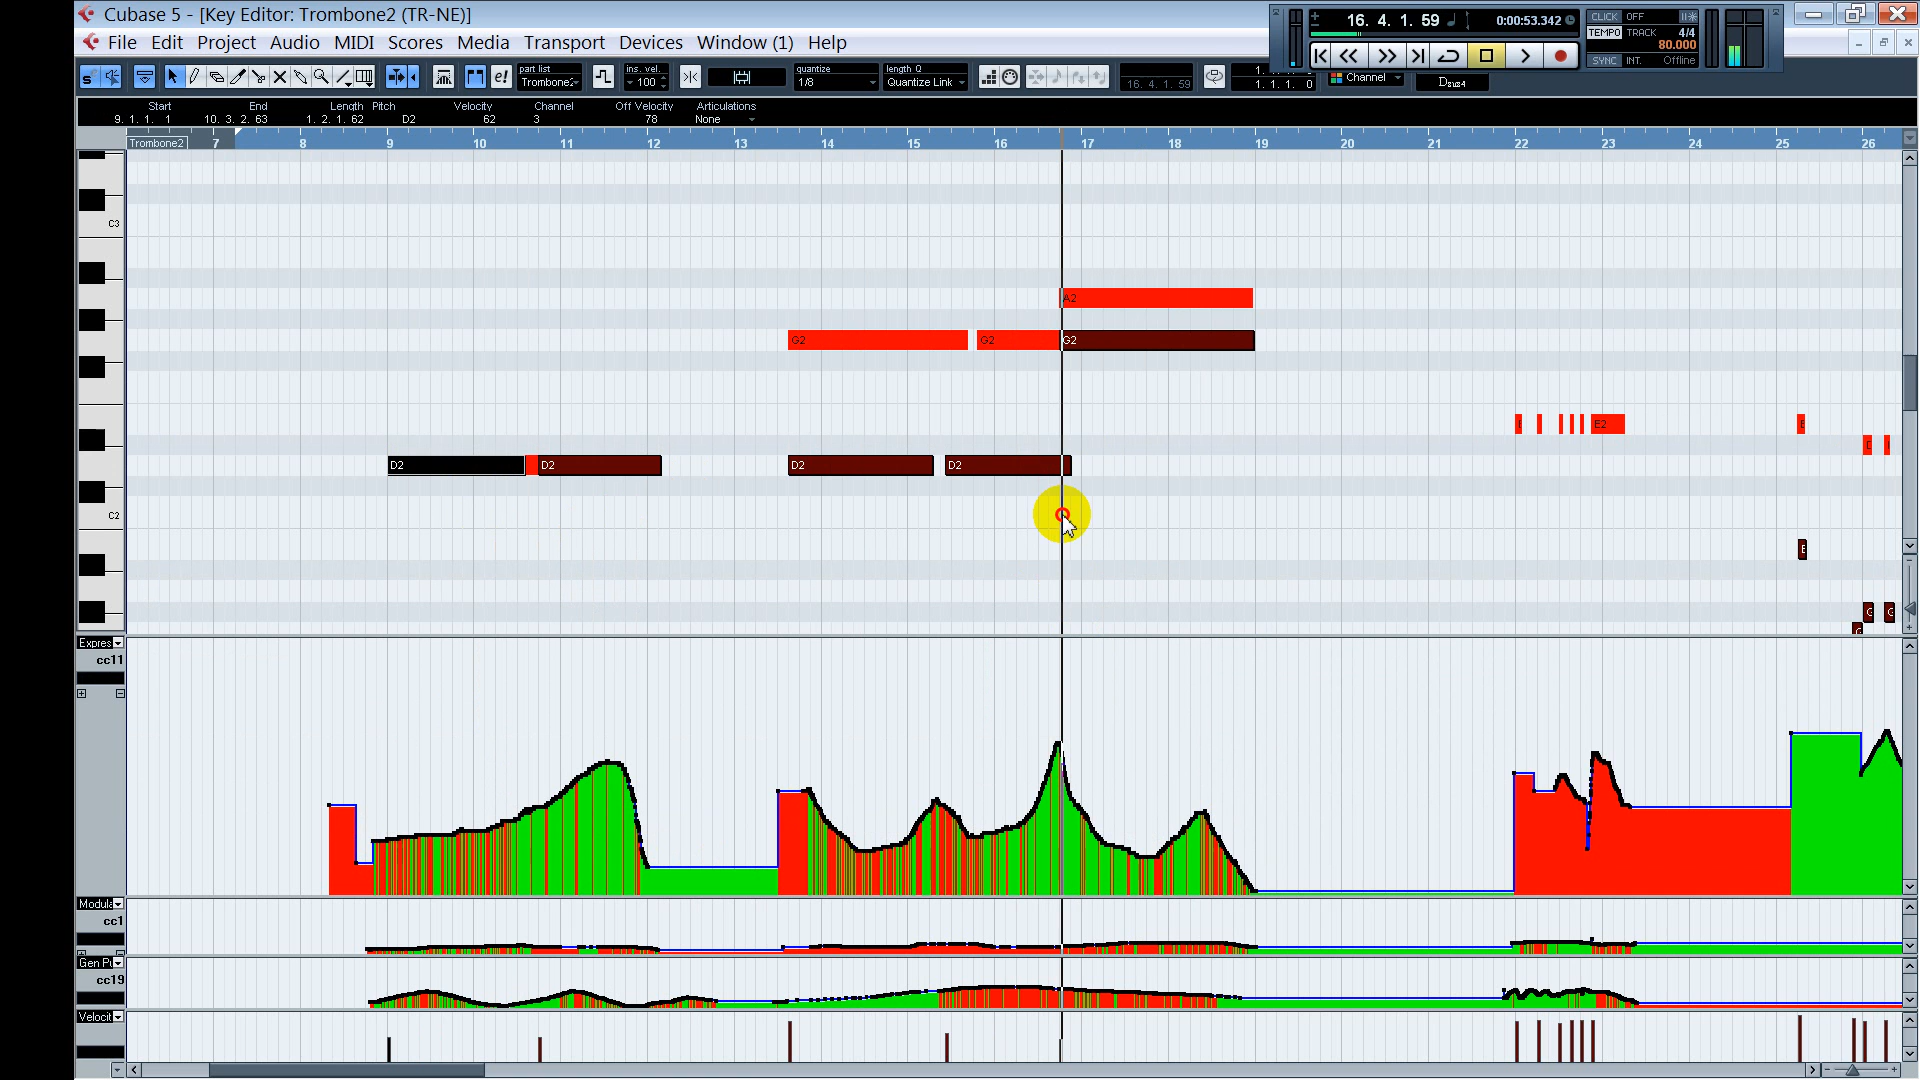 Cubase 5 - [Key Editor: Trombone2 (TR-NE)]
File Edit Project Audio MIDI Scores Media Transport Devices Window (1) Help
16. 4. 1. 59 0:00:53.342
CLICK OFF
TEMPO TRACK 4/4
80.000
SYNC INT. Offline
part list
Trombone2
ins. vel.
100
quantize
1/8
length Q
Quantize Link
16. 4. 1. 59
1. 1. 1. 0
Channel
Start End Length Pitch Velocity Channel Off Velocity Articulations
9. 1. 1. 1 10. 3. 2. 63 1. 2. 1. 62 D2 62 3 78 None
Trombone2 7 8 9 10 11 12 13 14 15 16 17 18 19 20 21 22 23 24 25 26
C3
A2
G2 G2 G2
E2
D2 D2 D2 D2
C2
Expres
cc11
Modula
cc1
Gen Pu
cc19
Velocit